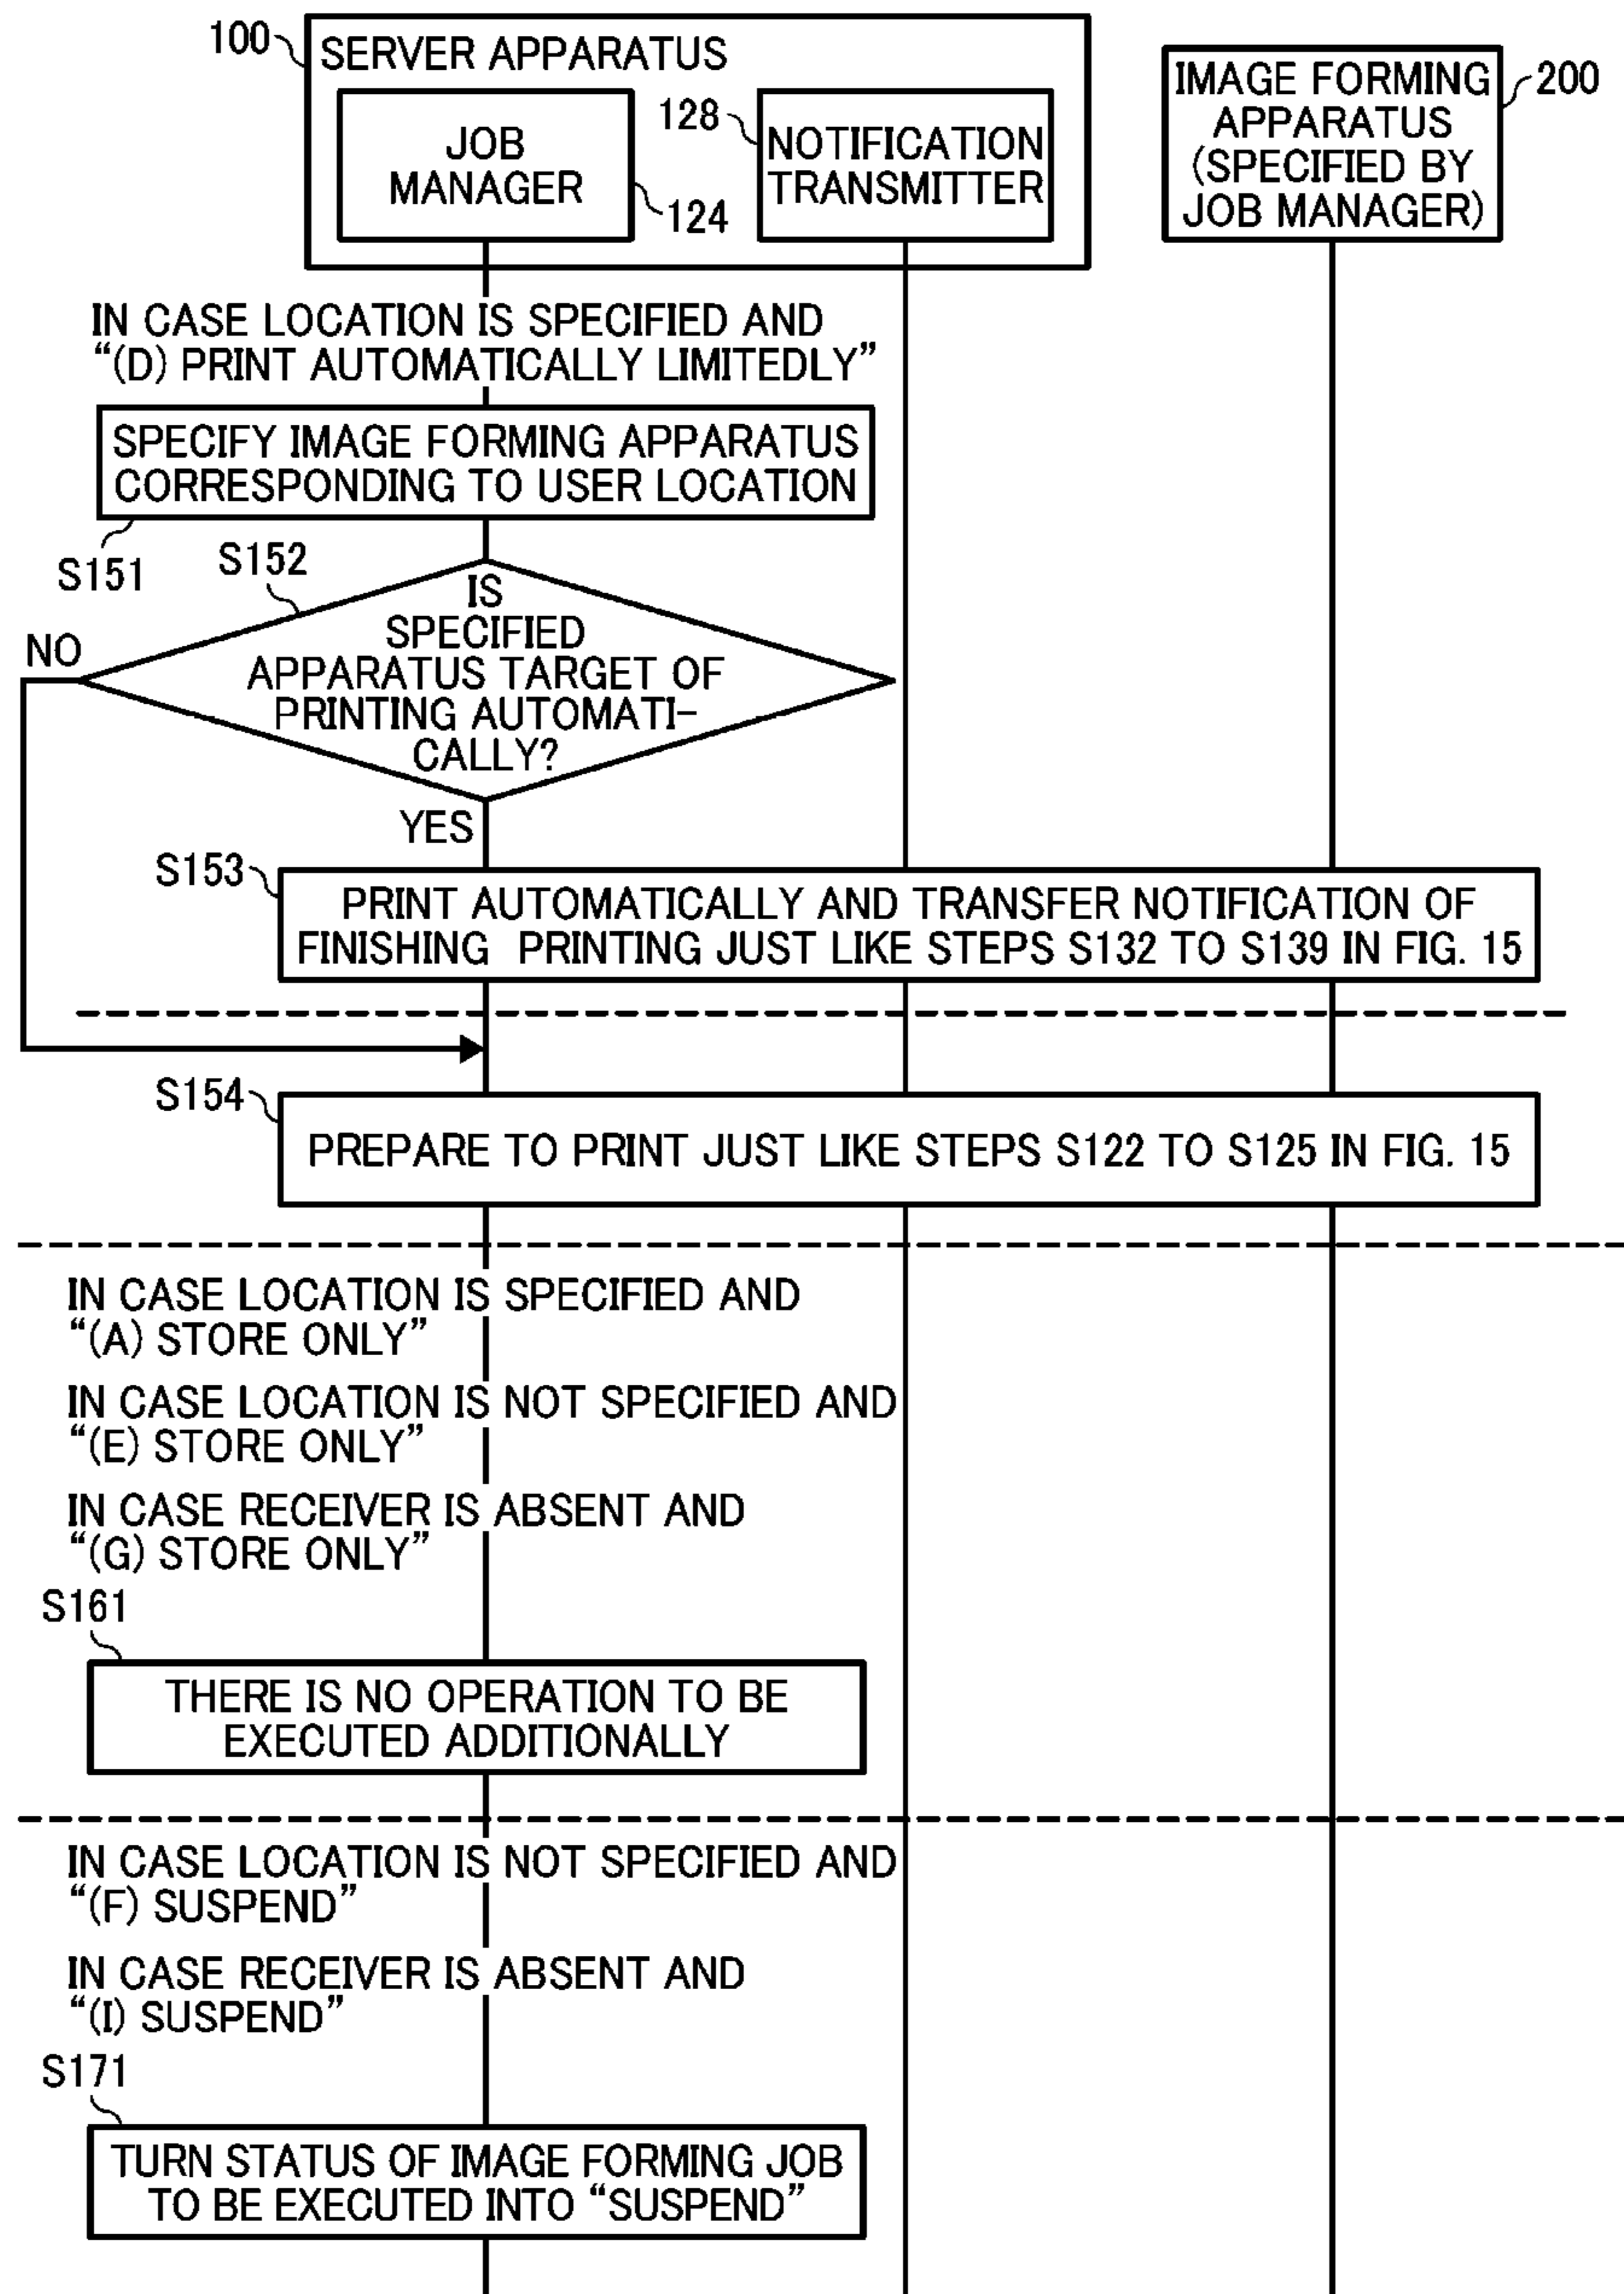 100
SERVER APPARATUS
JOB
MANAGER
124
128
NOTIFICATION
TRANSMITTER
IMAGE FORMING
APPARATUS
(SPECIFIED BY
JOB MANAGER)
200
IN CASE LOCATION IS SPECIFIED AND
“(D) PRINT AUTOMATICALLY LIMITEDLY”
SPECIFY IMAGE FORMING APPARATUS
CORRESPONDING TO USER LOCATION
S151
S152
IS
SPECIFIED
APPARATUS TARGET OF
PRINTING AUTOMATI-
CALLY?
NO
YES
S153
PRINT AUTOMATICALLY AND TRANSFER NOTIFICATION OF
FINISHING PRINTING JUST LIKE STEPS S132 TO S139 IN FIG. 15
S154
PREPARE TO PRINT JUST LIKE STEPS S122 TO S125 IN FIG. 15
IN CASE LOCATION IS SPECIFIED AND
“(A) STORE ONLY”
IN CASE LOCATION IS NOT SPECIFIED AND
“(E) STORE ONLY”
IN CASE RECEIVER IS ABSENT AND
“(G) STORE ONLY”
S161
THERE IS NO OPERATION TO BE
EXECUTED ADDITIONALLY
IN CASE LOCATION IS NOT SPECIFIED AND
“(F) SUSPEND”
IN CASE RECEIVER IS ABSENT AND
“(I) SUSPEND”
S171
TURN STATUS OF IMAGE FORMING JOB
TO BE EXECUTED INTO “SUSPEND”